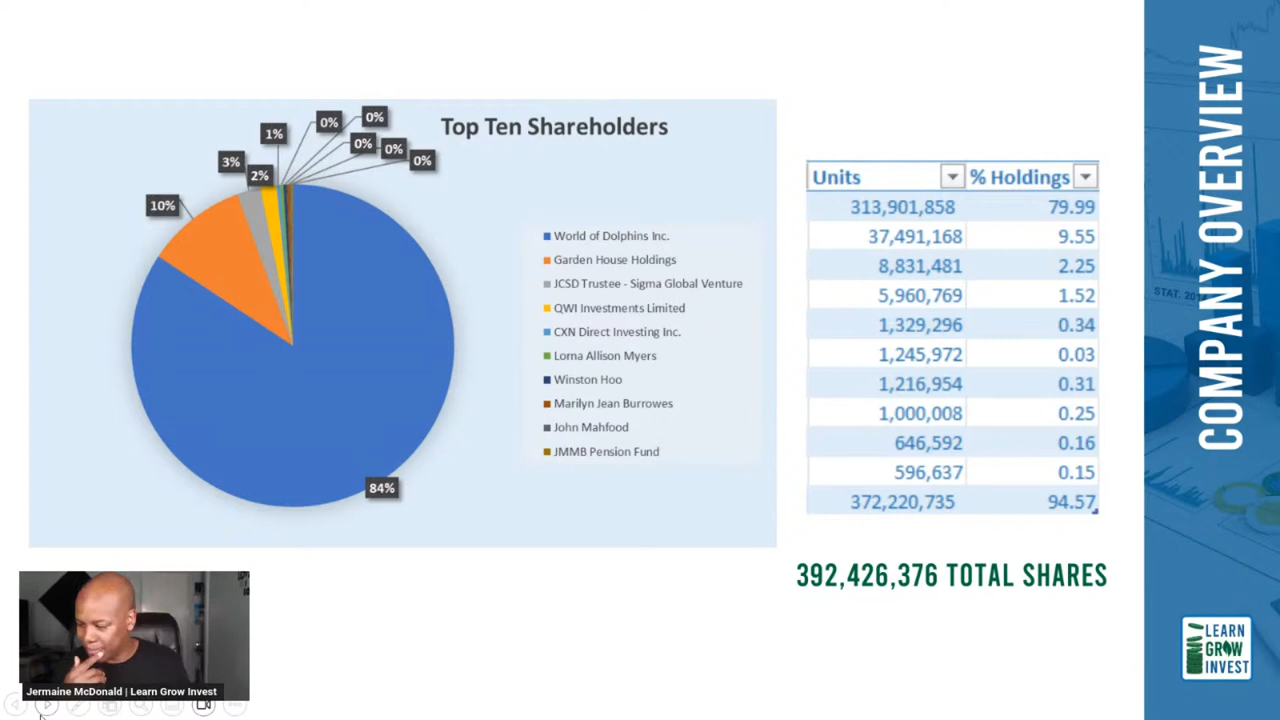 Top Ten Shareholders
0%
0%
1%
0%
0%
0%
3%
2%
10%
84%
World of Dolphins Inc.
Garden House Holdings
JCSD Trustee - Sigma Global Venture
QWI Investments Limited
CXN Direct Investing Inc.
Lorna Allison Myers
Winston Hoo
Marilyn Jean Burrowes
John Mahfood
JMMB Pension Fund
Units % Holdings
313,901,858 79.99
37,491,168 9.55
8,831,481 2.25
5,960,769 1.52
1,329,296 0.34
1,245,972 0.03
1,216,954 0.31
1,000,008 0.25
646,592 0.16
596,637 0.15
372,220,735 94.57
392,426,376 TOTAL SHARES
COMPANY OVERVIEW
LEARN
GROW
INVEST
Jermaine McDonald | Learn Grow Invest